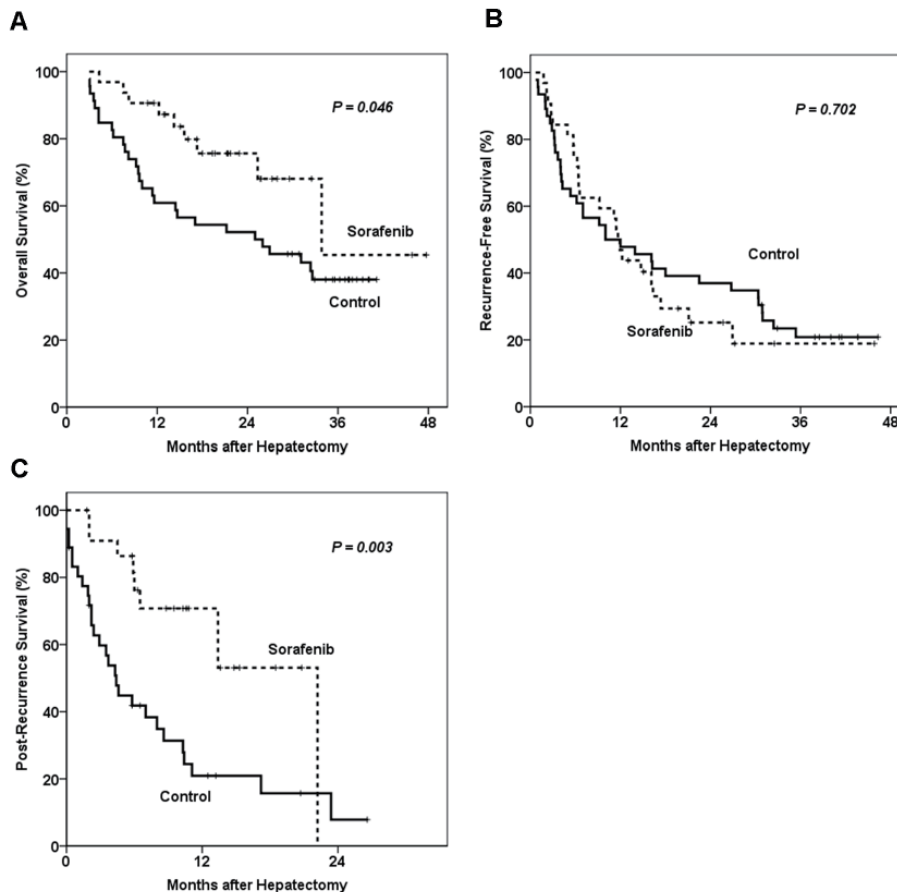 A
100
80
60
40
20
0
0
12
24
36
48
Overall Survival (%)
Months after Hepatectomy
P = 0.046
Sorafenib
Control
B
100
80
60
40
20
0
0
12
24
36
48
Recurrence-Free Survival (%)
Months after Hepatectomy
P = 0.702
Control
Sorafenib
C
100
80
60
40
20
0
0
12
24
Post-Recurrence Survival (%)
Months after Hepatectomy
P = 0.003
Sorafenib
Control